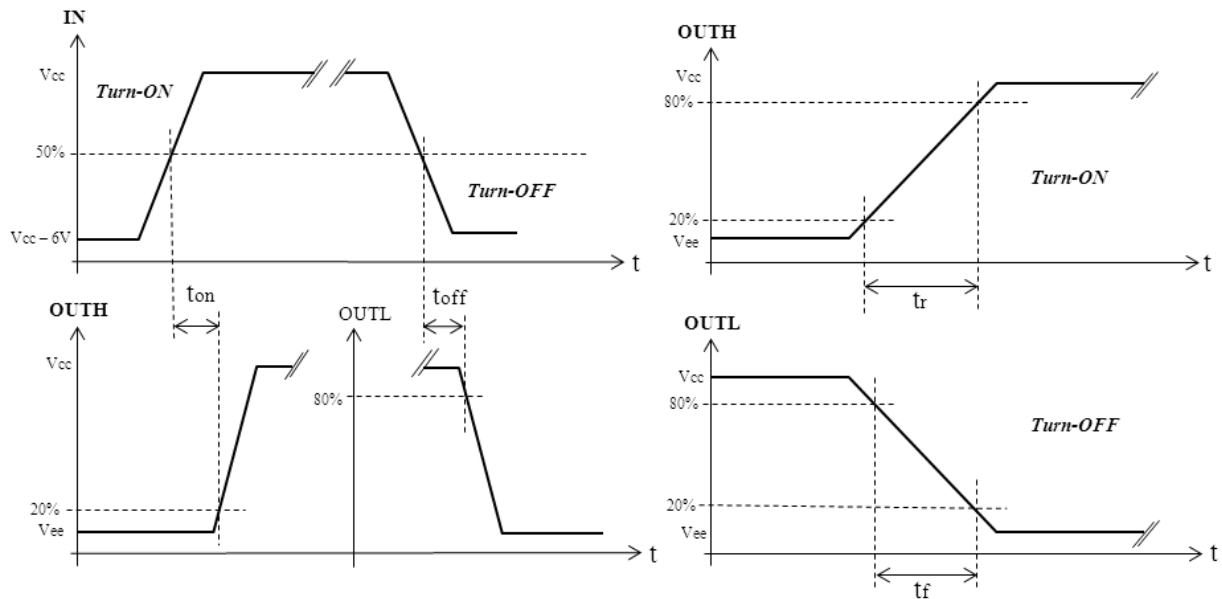 IN
Vcc
Turn-ON
50%
Turn-OFF
Vcc – 6V
t
ton
toff
OUTH
OUTL
Vcc
80%
20%
Vee
t
OUTH
Vcc
80%
Turn-ON
20%
Vee
t
tr
OUTL
Vcc
80%
Turn-OFF
20%
Vee
t
tf